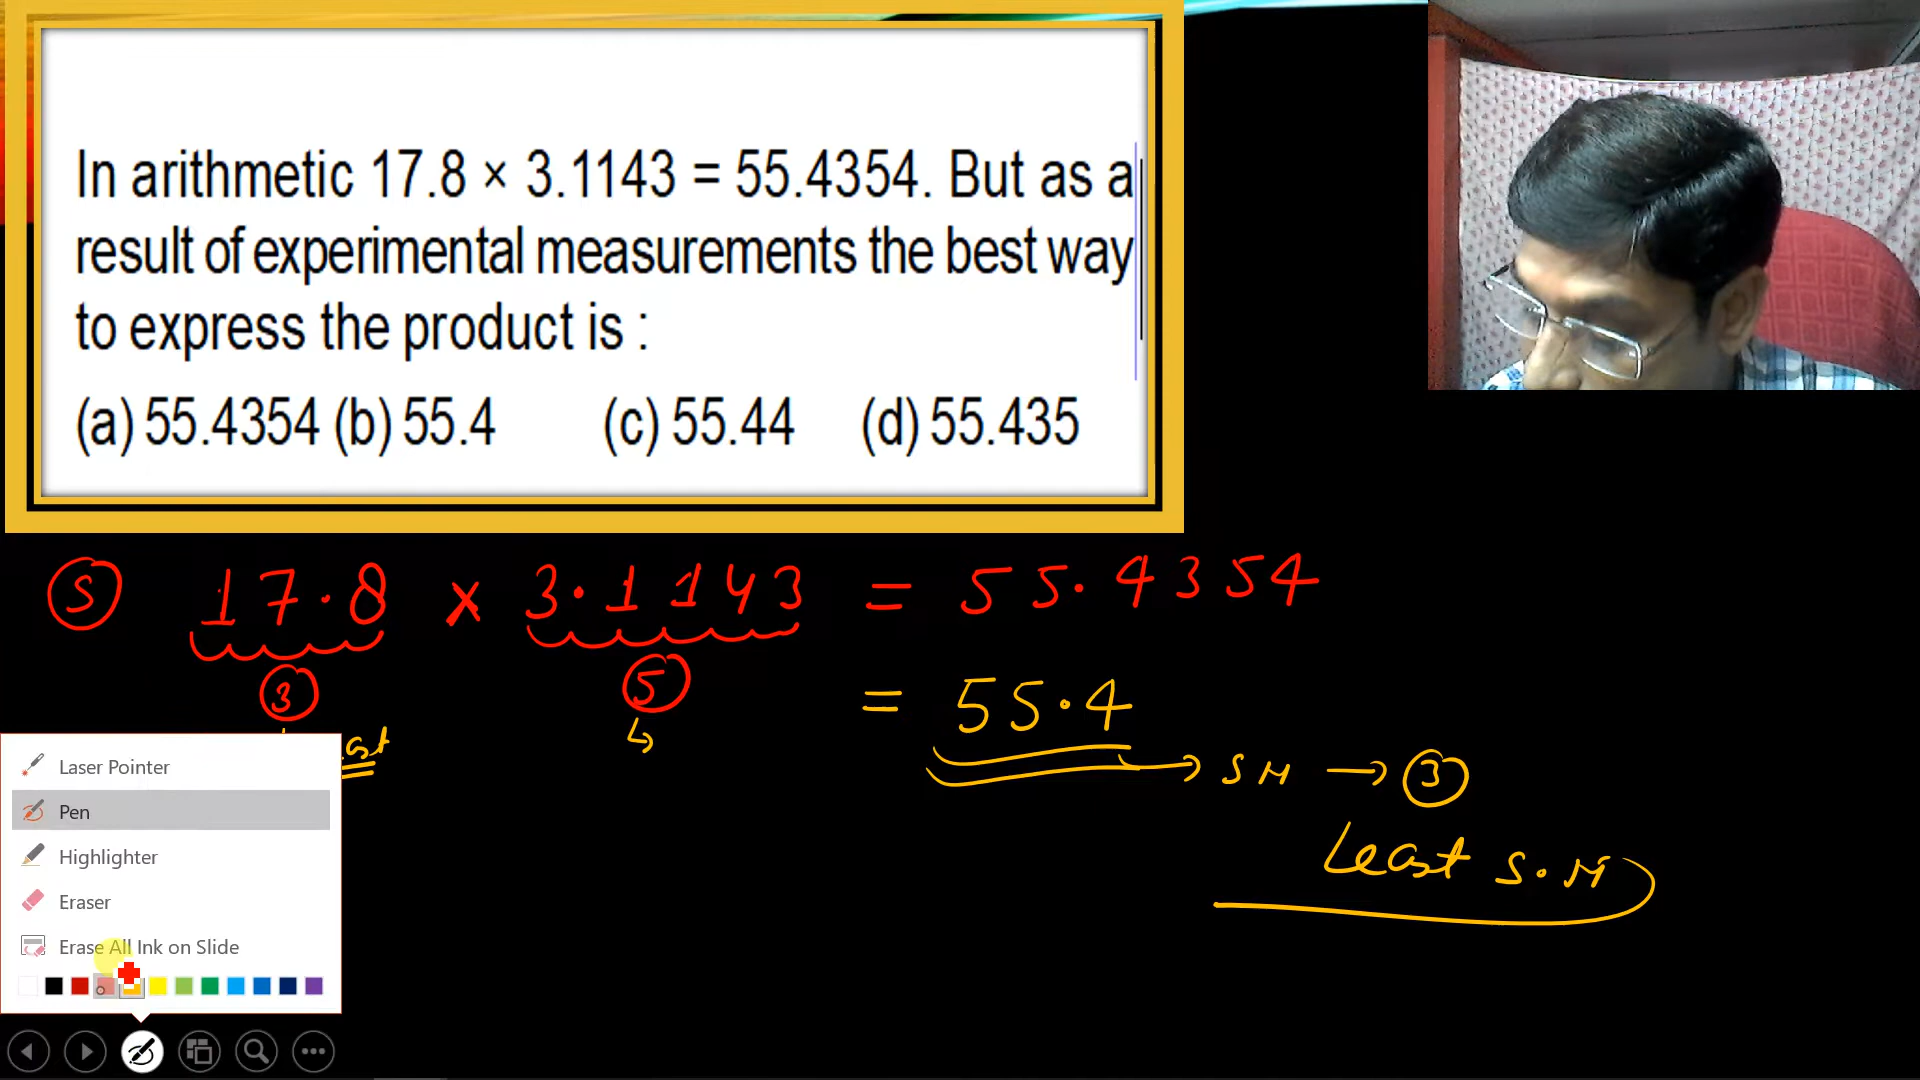 In arithmetic 17.8 × 3.1143 = 55.4354. But as a
result of experimental measurements the best way
to express the product is :
(a) 55.4354 (b) 55.4 (c) 55.44 (d) 55.435
S 17.8 × 3.1143 = 55.4354
3 5
= 55.4
→ S M → 3
Least S.M
Laser Pointer
Pen
Highlighter
Eraser
Erase All Ink on Slide